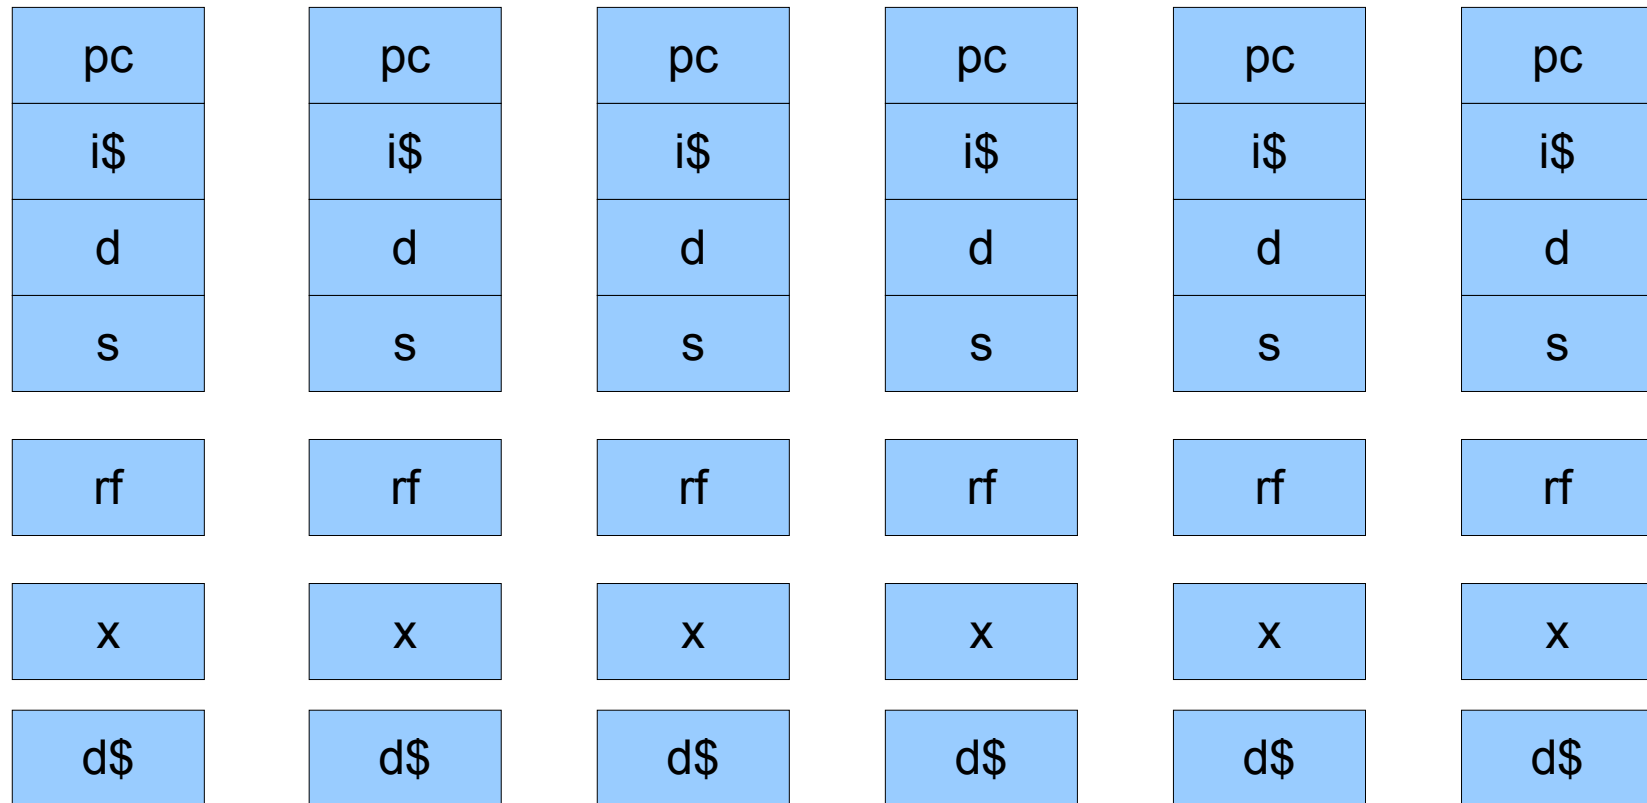 pc pc pc pc pc pc
i$ i$ i$ i$ i$ i$
d d d d d d
s s s s s s
rf rf rf rf rf rf
x x x x x x
d$ d$ d$ d$ d$ d$